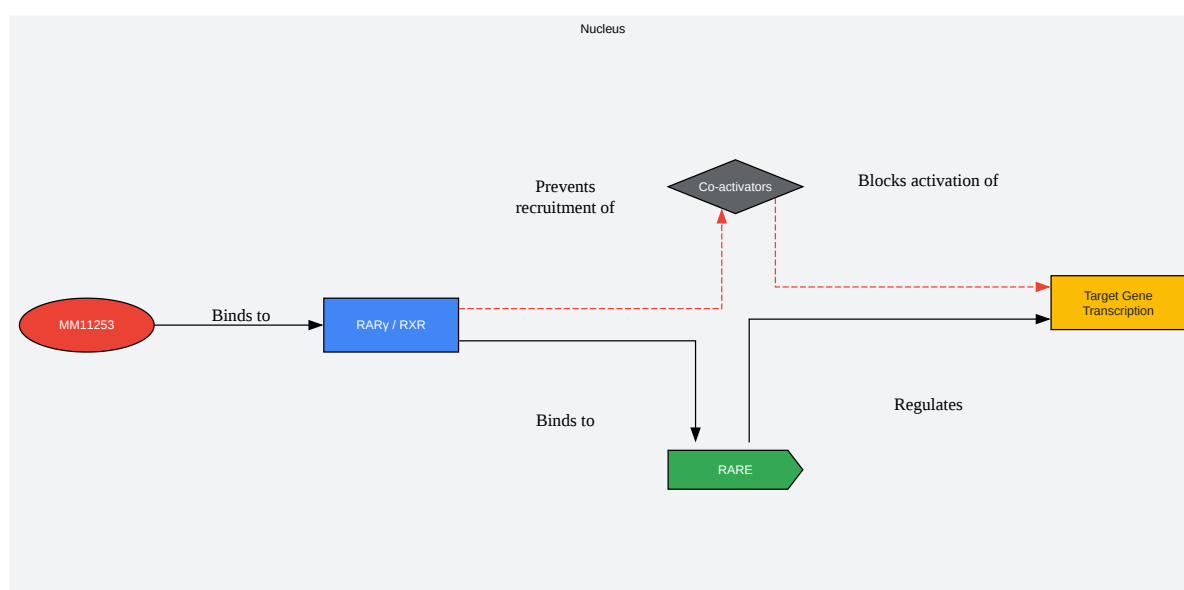 Nucleus
Co-activators
Blocks activation of
Prevents
recruitment of
Target Gene
Transcription
MM11253
Binds to
RARγ / RXR
Regulates
Binds to
RARE